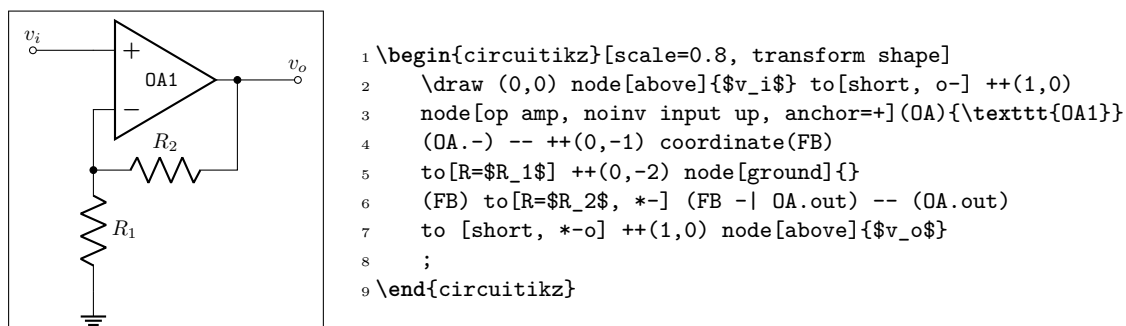 v_i
+
OA1
−
v_o
R_2
R_1
1 \begin{circuitikz}[scale=0.8, transform shape]
2 \draw (0,0) node[above]{$v_i$} to[short, o-] ++(1,0)
3 node[op amp, noinv input up, anchor=+](OA){\texttt{OA1}}
4 (OA.-) -- ++(0,-1) coordinate(FB)
5 to[R=$R_1$] ++(0,-2) node[ground]{}
6 (FB) to[R=$R_2$, *-] (FB -| OA.out) -- (OA.out)
7 to [short, *-o] ++(1,0) node[above]{$v_o$}
8 ;
9 \end{circuitikz}